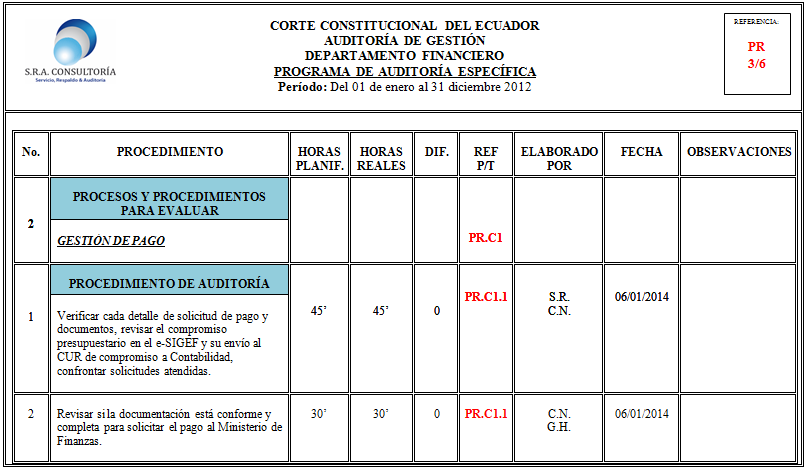 S.R.A. CONSULTORÍA
Servicio, Respaldo & Auditoria
CORTE CONSTITUCIONAL DEL ECUADOR
AUDITORÍA DE GESTIÓN
DEPARTAMENTO FINANCIERO
PROGRAMA DE AUDITORÍA ESPECÍFICA
Período: Del 01 de enero al 31 diciembre 2012
REFERENCIA:
PR
3/6
No. PROCEDIMIENTO HORAS PLANIF. HORAS REALES DIF. REF P/T ELABORADO POR FECHA OBSERVACIONES
PROCESOS Y PROCEDIMIENTOS
PARA EVALUAR
2
GESTIÓN DE PAGO PR.C1
PROCEDIMIENTO DE AUDITORÍA
1
Verificar cada detalle de solicitud de pago y
documentos, revisar el compromiso
presupuestario en el e-SIGEF y su envío al
CUR de compromiso a Contabilidad,
confrontar solicitudes atendidas.
45’ 45’ 0 PR.C1.1 S.R. 06/01/2014
C.N.
2 Revisar si la documentación está conforme y 30’ 30’ 0 PR.C1.1 C.N. 06/01/2014
completa para solicitar el pago al Ministerio de G.H.
Finanzas.